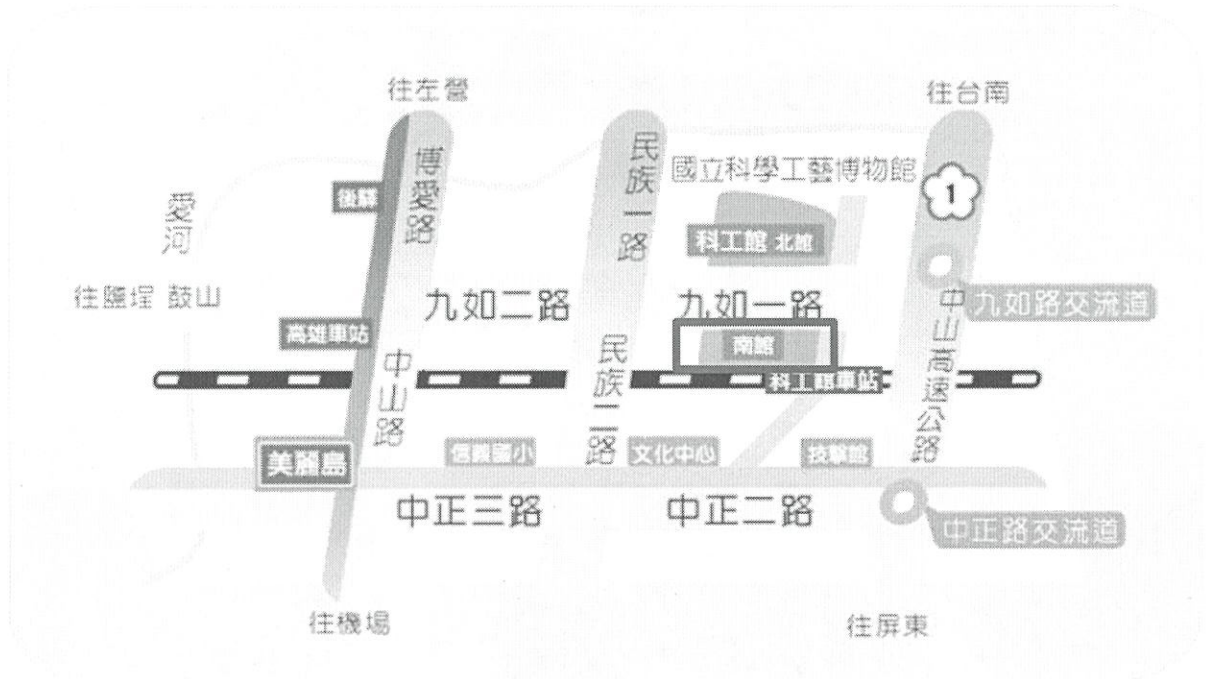 往左營
往台南
博愛路
民族一路
國立科學工藝博物館
1
後驛
愛河
科工館 北館
往鹽埕 鼓山
九如二路
九如一路
九如路交流道
高雄車站
南館
中山路
民族二路
中山高速公路
科工館車站
美麗島
信義國小
文化中心
技擊館
中正三路
中正二路
中正路交流道
往機場
往屏東